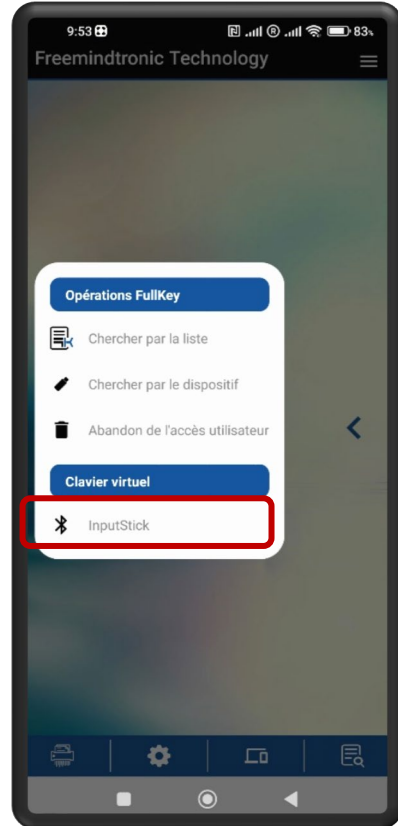 9:53 83%
Freemindtronic Technology
Opérations FullKey
Chercher par la liste
Chercher par le dispositif
Abandon de l'accès utilisateur
Clavier virtuel
InputStick